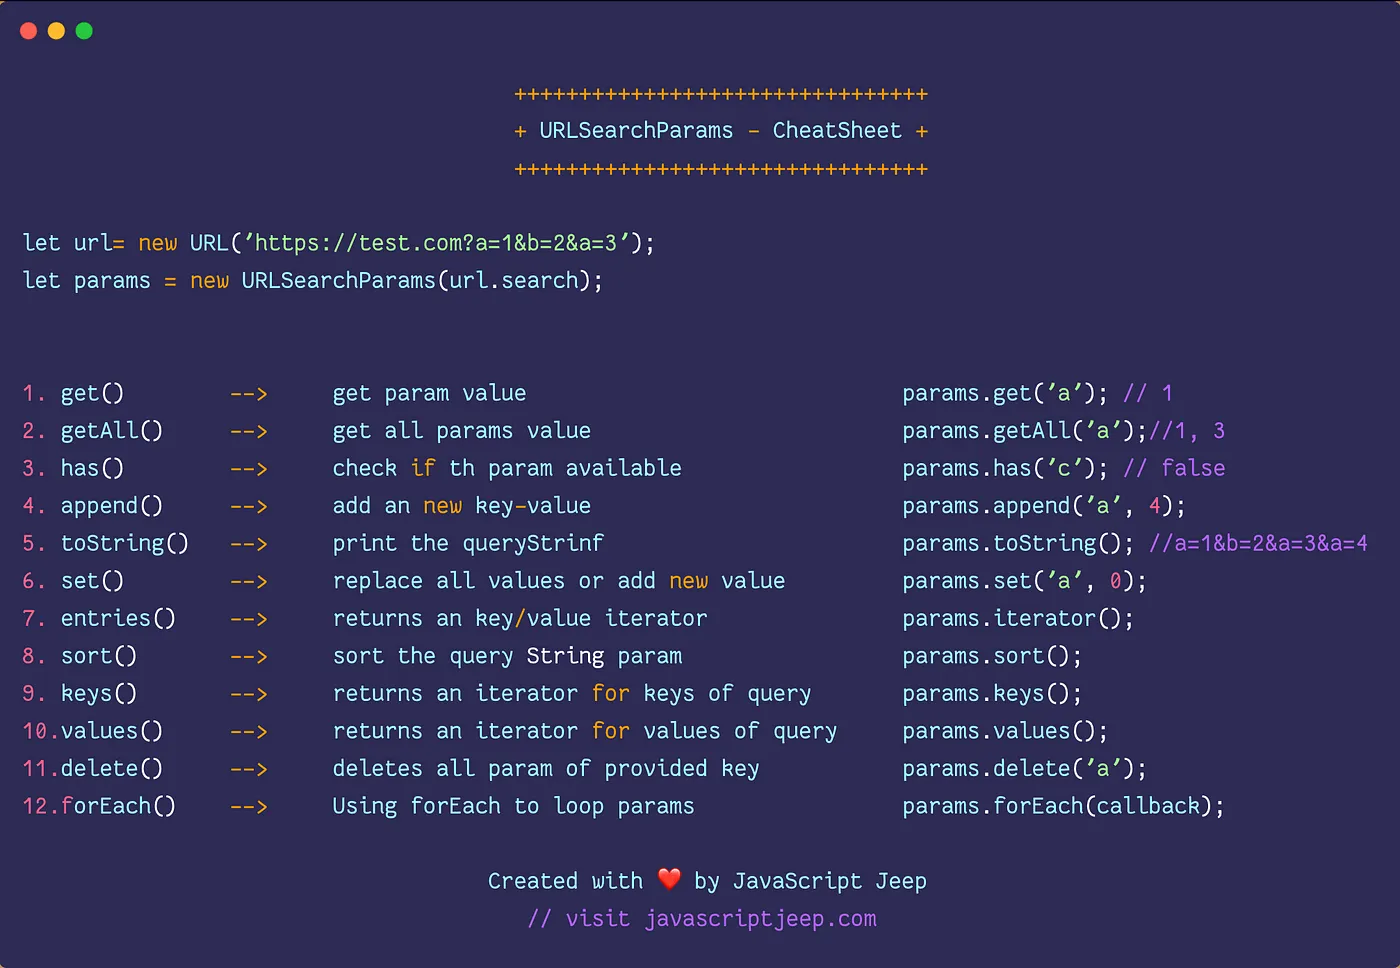 ++++++++++++++++++++++++++++++++
+ URLSearchParams - CheatSheet +
++++++++++++++++++++++++++++++++
let url= new URL('https://test.com?a=1&b=2&a=3');
let params = new URLSearchParams(url.search);
1. get() --> get param value params.get('a'); // 1
2. getAll() --> get all params value params.getAll('a');//1, 3
3. has() --> check if th param available params.has('c'); // false
4. append() --> add an new key-value params.append('a', 4);
5. toString() --> print the queryStrinf params.toString(); //a=1&b=2&a=3&a=4
6. set() --> replace all values or add new value params.set('a', 0);
7. entries() --> returns an key/value iterator params.iterator();
8. sort() --> sort the query String param params.sort();
9. keys() --> returns an iterator for keys of query params.keys();
10.values() --> returns an iterator for values of query params.values();
11.delete() --> deletes all param of provided key params.delete('a');
12.forEach() --> Using forEach to loop params params.forEach(callback);
Created with ❤️ by JavaScript Jeep
// visit javascriptjeep.com